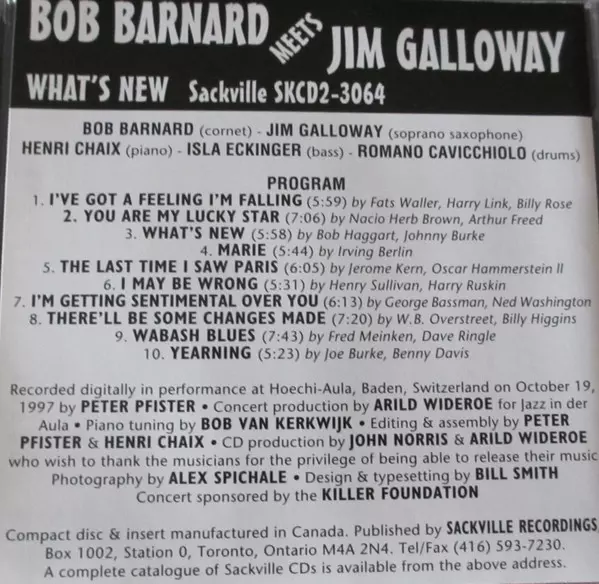 BOB BARNARD MEETS JIM GALLOWAY
WHAT'S NEW Sackville SKCD2-3064
BOB BARNARD (cornet) - JIM GALLOWAY (soprano saxophone)
HENRI CHAIX (piano) - ISLA ECKINGER (bass) - ROMANO CAVICCHIOLO (drums)
PROGRAM
1. I'VE GOT A FEELING I'M FALLING (5:59) by Fats Waller, Harry Link, Billy Rose
2. YOU ARE MY LUCKY STAR (7:06) by Nacio Herb Brown, Arthur Freed
3. WHAT'S NEW (5:58) by Bob Haggart, Johnny Burke
4. MARIE (5:44) by Irving Berlin
5. THE LAST TIME I SAW PARIS (6:05) by Jerome Kern, Oscar Hammerstein II
6. I MAY BE WRONG (5:31) by Henry Sullivan, Harry Ruskin
7. I'M GETTING SENTIMENTAL OVER YOU (6:13) by George Bassman, Ned Washington
8. THERE'LL BE SOME CHANGES MADE (7:20) by W.B. Overstreet, Billy Higgins
9. WABASH BLUES (7:43) by Fred Meinken, Dave Ringle
10. YEARNING (5:23) by Joe Burke, Benny Davis
Recorded digitally in performance at Hoechi-Aula, Baden, Switzerland on October 19,
1997 by PETER PFISTER • Concert production by ARILD WIDEROE for Jazz in der
Aula • Piano tuning by BOB VAN KERKWIJK • Editing & assembly by PETER
PFISTER & HENRI CHAIX • CD production by JOHN NORRIS & ARILD WIDEROE
who wish to thank the musicians for the privilege of being able to release their music
Photography by ALEX SPICHALE • Design & typesetting by BILL SMITH
Concert sponsored by the KILLER FOUNDATION
Compact disc & insert manufactured in Canada. Published by SACKVILLE RECORDINGS
Box 1002, Station O, Toronto, Ontario M4A 2N4. Tel/Fax (416) 593-7230.
A complete catalogue of Sackville CDs is available from the above address.